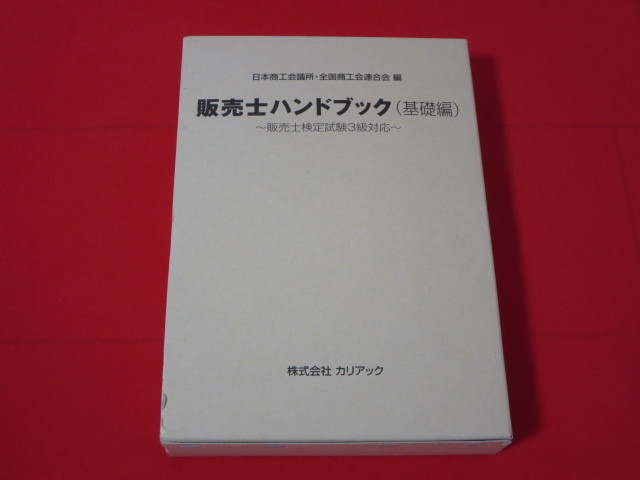 日本商工会議所・全国商工会連合会 編
販売士ハンドブック(基礎編)
〜販売士検定試験3級対応〜
株式会社 カリアック